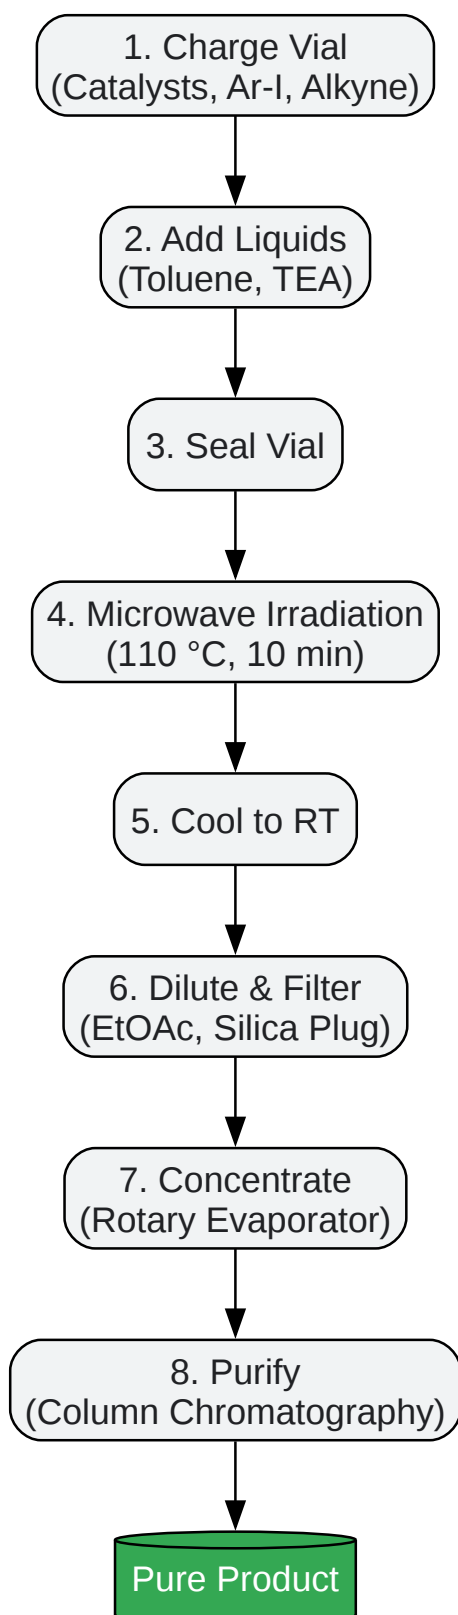 1. Charge Vial
(Catalysts, Ar-I, Alkyne)
2. Add Liquids
(Toluene, TEA)
3. Seal Vial
4. Microwave Irradiation
(110 °C, 10 min)
5. Cool to RT
6. Dilute & Filter
(EtOAc, Silica Plug)
7. Concentrate
(Rotary Evaporator)
8. Purify
(Column Chromatography)
Pure Product